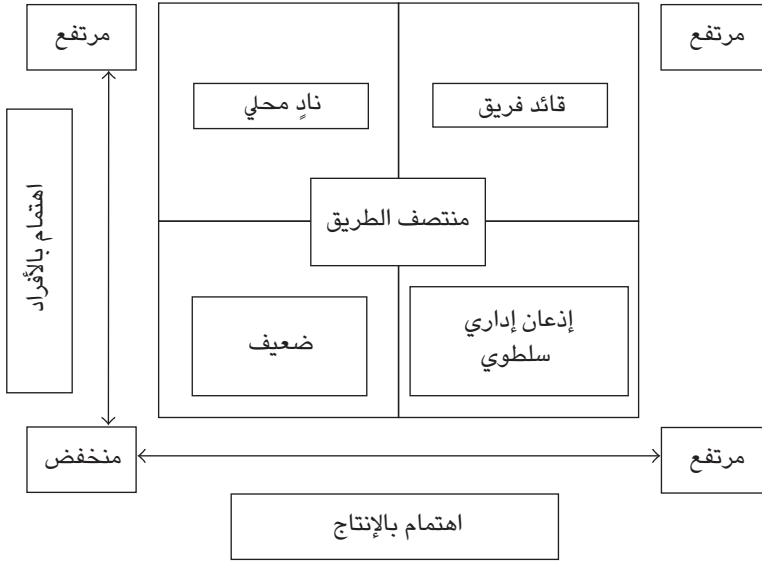 مرتفع
مرتفع
قائد فريق
نادٍ محلي
منتصف الطريق
اهتمام بالأفراد
إذعان إداري
سلطوي
ضعيف
مرتفع
منخفض
اهتمام بالإنتاج